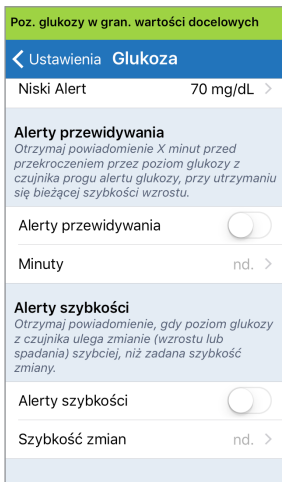 Poz. glukozy w gran. wartości docelowych
Ustawienia Glukoza
Niski Alert 70 mg/dL
Alerty przewidywania
Otrzymaj powiadomienie X minut przed
przekroczeniem przez poziom glukozy z
czujnika progu alertu glukozy, przy utrzymaniu
się bieżącej szybkości wzrostu.
Alerty przewidywania
Minuty nd.
Alerty szybkości
Otrzymaj powiadomienie, gdy poziom glukozy
z czujnika ulega zmianie (wzrostu lub
spadania) szybciej, niż zadana szybkość
zmiany.
Alerty szybkości
Szybkość zmian nd.